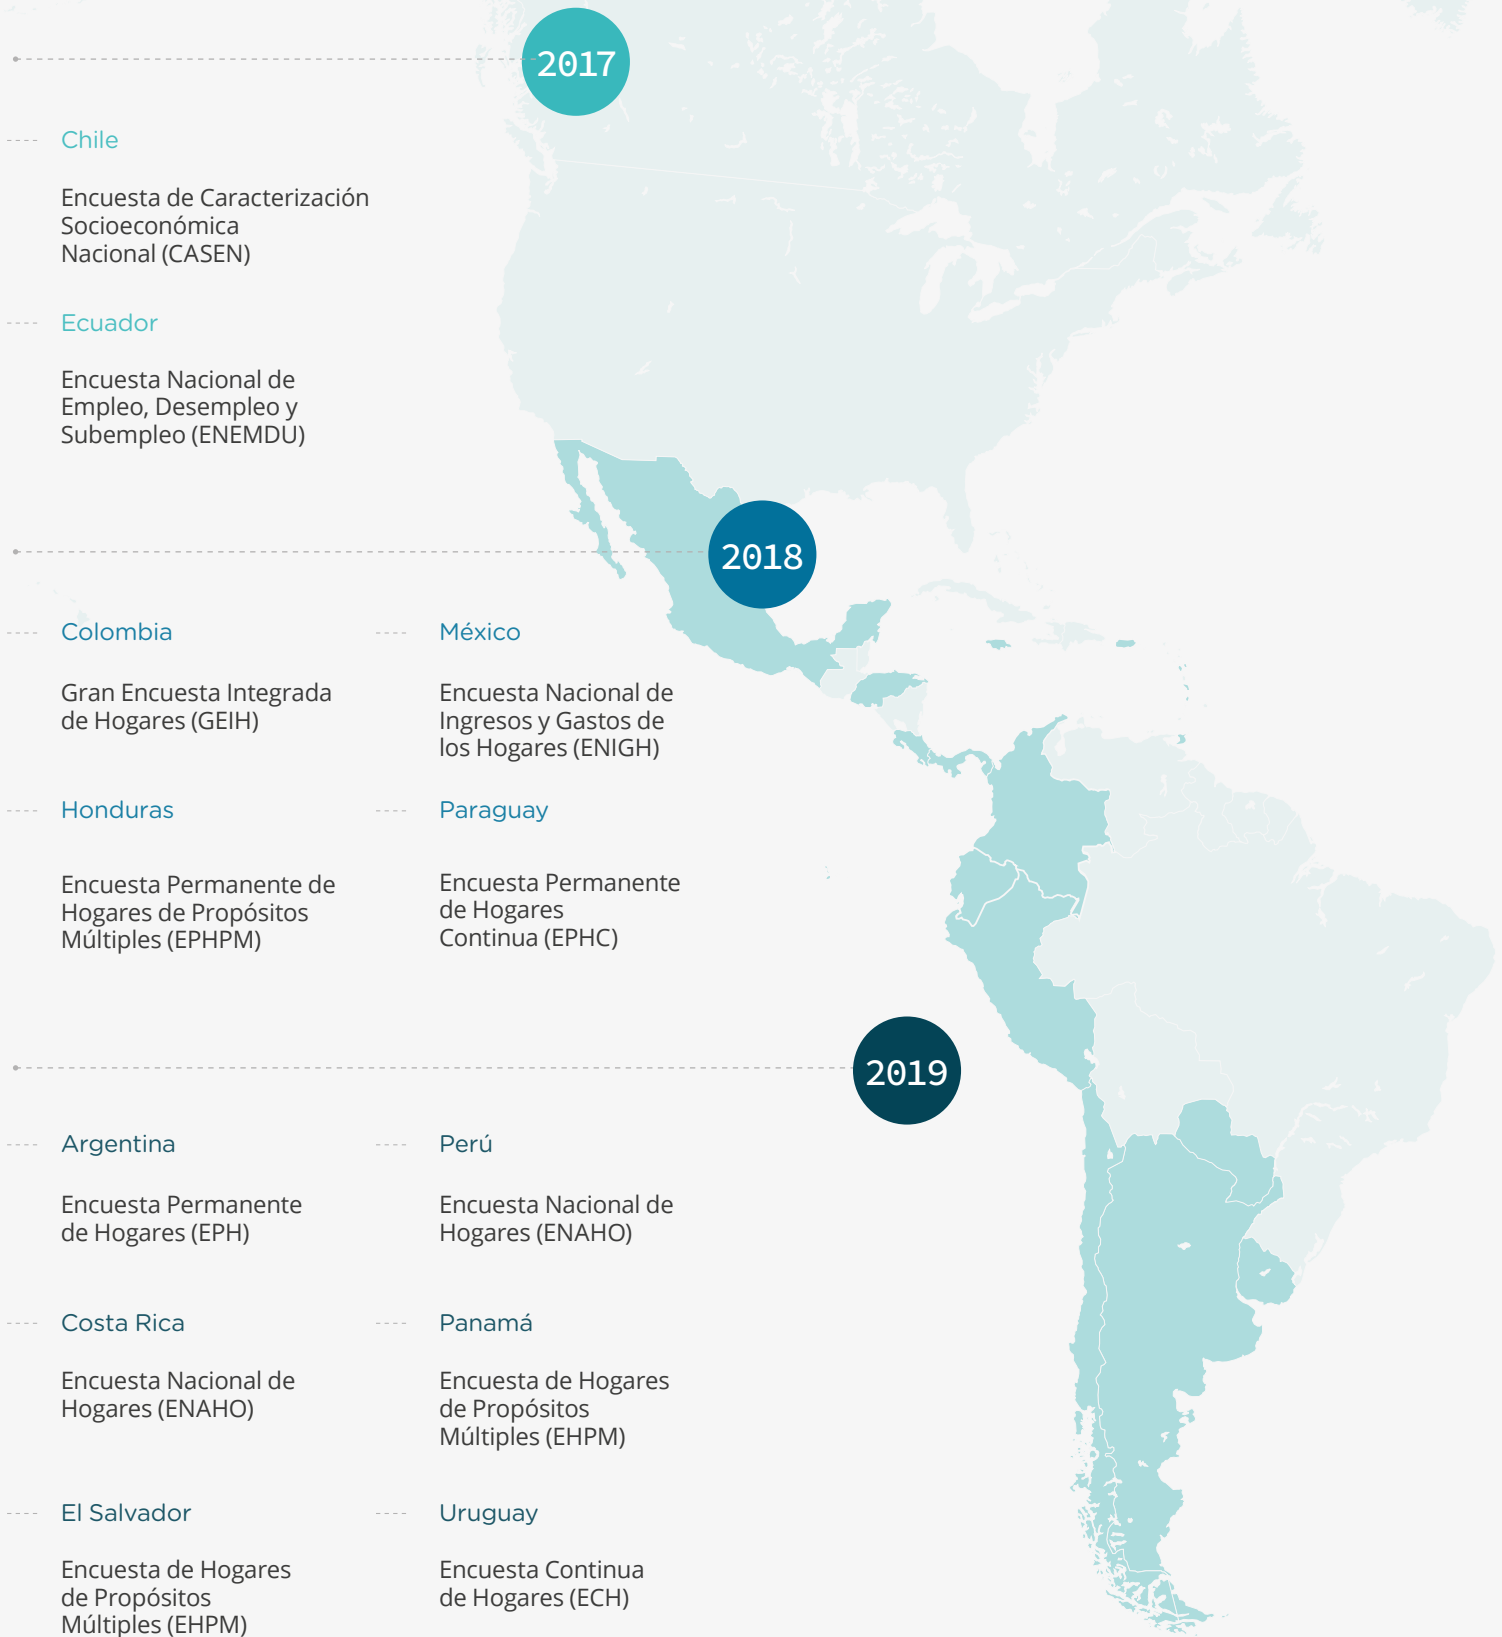 2017
Chile
Encuesta de Caracterización
Socioeconómica
Nacional (CASEN)
Ecuador
Encuesta Nacional de
Empleo, Desempleo y
Subempleo (ENEMDU)
2018
Colombia
Gran Encuesta Integrada
de Hogares (GEIH)
México
Encuesta Nacional de
Ingresos y Gastos de
los Hogares (ENIGH)
Honduras
Encuesta Permanente de
Hogares de Propósitos
Múltiples (EPHPM)
Paraguay
Encuesta Permanente
de Hogares
Continua (EPHC)
2019
Argentina
Encuesta Permanente
de Hogares (EPH)
Perú
Encuesta Nacional de
Hogares (ENAHO)
Costa Rica
Encuesta Nacional de
Hogares (ENAHO)
Panamá
Encuesta de Hogares
de Propósitos
Múltiples (EHPM)
El Salvador
Encuesta de Hogares
de Propósitos
Múltiples (EHPM)
Uruguay
Encuesta Continua
de Hogares (ECH)